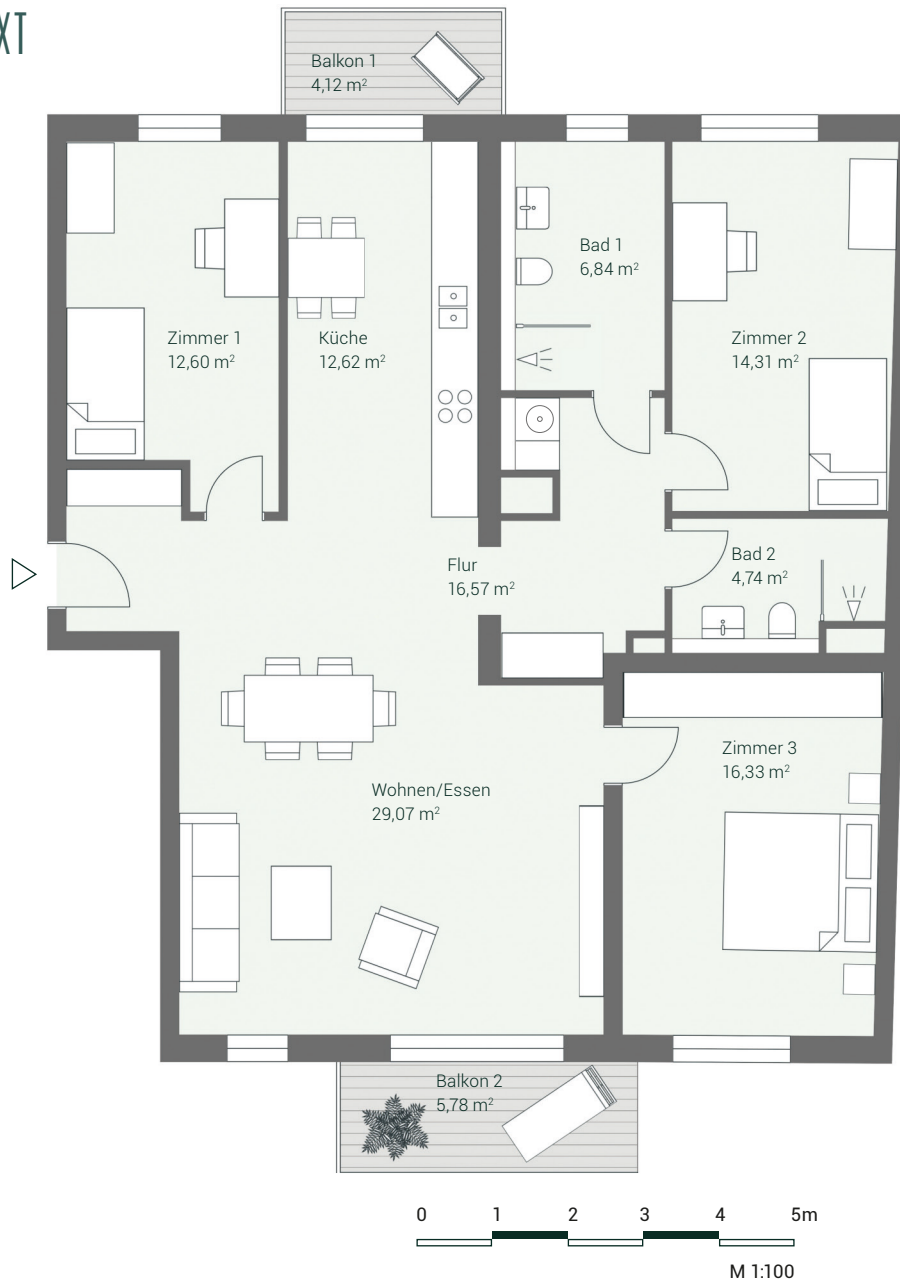 XT
Balkon 1
4,12 m²
Bad 1
6,84 m²
Zimmer 1
12,60 m²
Küche
12,62 m²
Zimmer 2
14,31 m²
Flur
16,57 m²
Bad 2
4,74 m²
Zimmer 3
16,33 m²
Wohnen/Essen
29,07 m²
Balkon 2
5,78 m²
0 1 2 3 4 5m
M 1:100